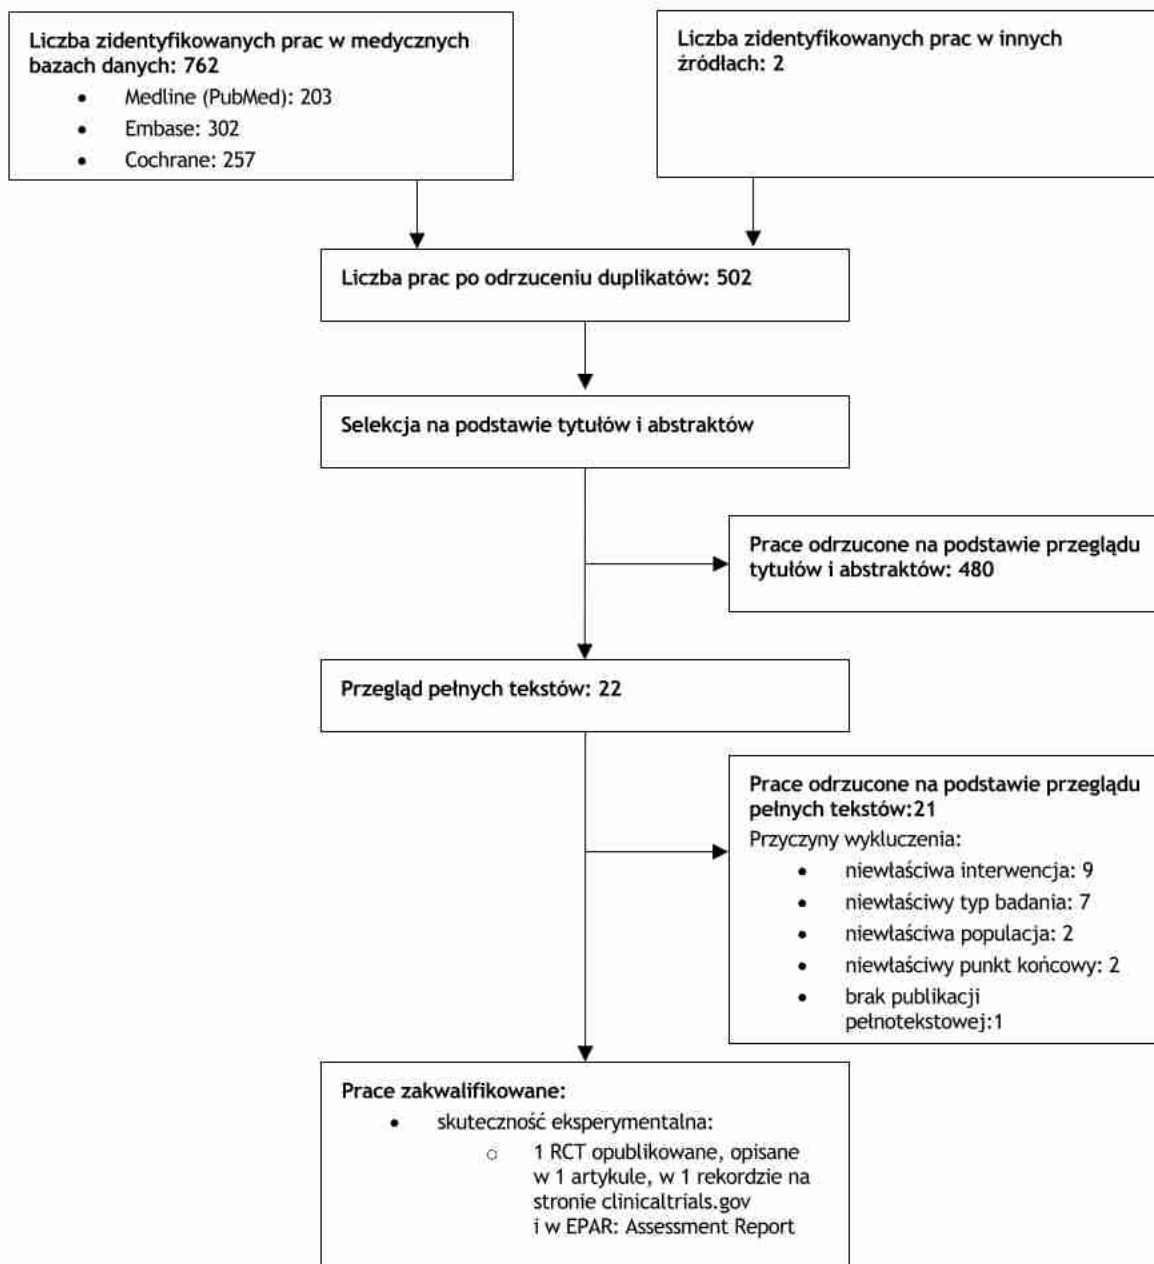 Liczba zidentyfikowanych prac w medycznych
bazach danych: 762
• Medline (PubMed): 203
• Embase: 302
• Cochrane: 257
Liczba zidentyfikowanych prac w innych
źródłach: 2
Liczba prac po odrzuceniu duplikatów: 502
Selekcja na podstawie tytułów i abstraktów
Prace odrzucone na podstawie przeglądu
tytułów i abstraktów: 480
Przegląd pełnych tekstów: 22
Prace odrzucone na podstawie przeglądu
pełnych tekstów:21
Przyczyny wykluczenia:
• niewłaściwa interwencja: 9
• niewłaściwy typ badania: 7
• niewłaściwa populacja: 2
• niewłaściwy punkt końcowy: 2
• brak publikacji
pełnotekstowej:1
Prace zakwalifikowane:
• skuteczność eksperymentalna:
○ 1 RCT opublikowane, opisane
w 1 artykule, w 1 rekordzie na
stronie clinicaltrials.gov
i w EPAR: Assessment Report